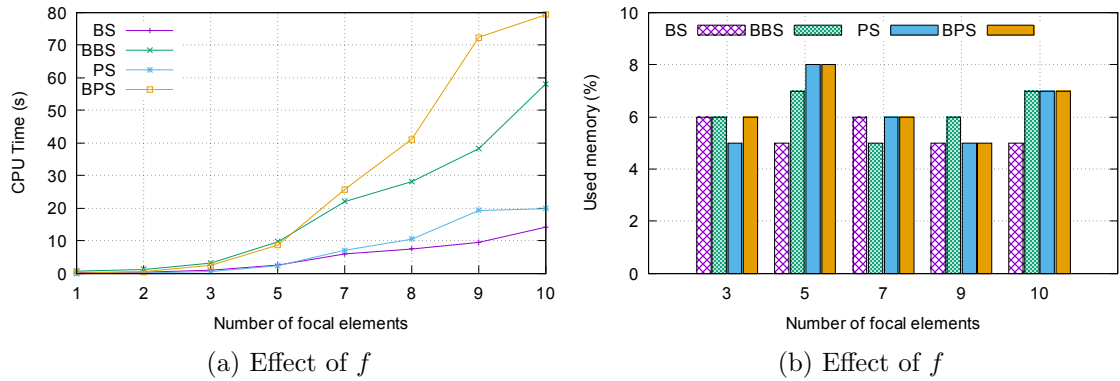 80
70
60
50
40
30
20
10
0
CPU Time (s)
BS
BBS
PS
BPS
1 2 3 5 7 8 9 10
Number of focal elements
(a) Effect of f
10
8
6
4
2
0
Used memory (%)
BS BBS PS BPS
3 5 7 9 10
Number of focal elements
(b) Effect of f